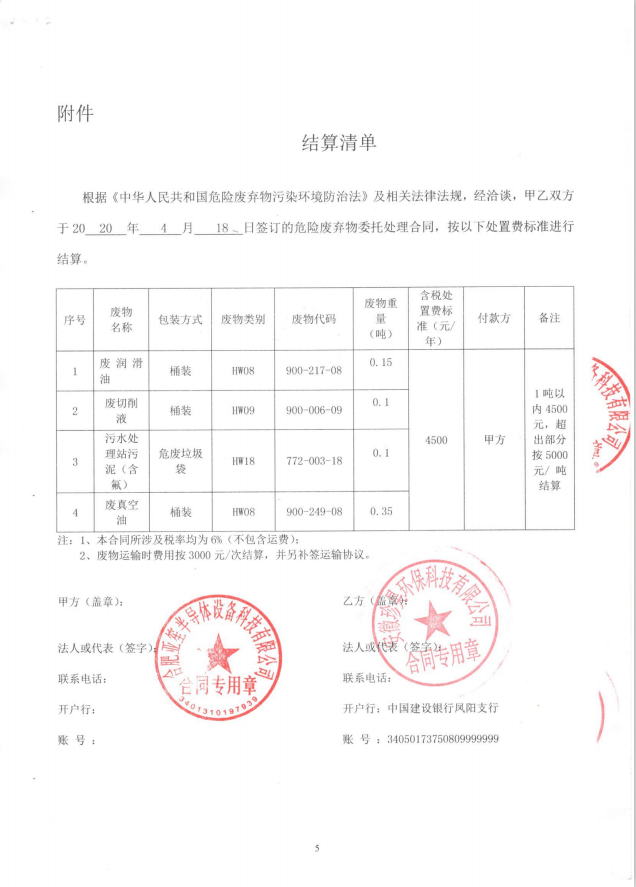 附件
结算清单
根据《中华人民共和国危险废弃物污染环境防治法》及相关法律法规，经洽谈，甲乙双方
于 2020 年 4 月 18 日签订的危险废弃物委托处理合同，按以下处置费标准进行
结算。
序号 废物名称 包装方式 废物类别 废物代码 废物重量（吨） 含税处置费标准（元/年） 付款方 备注
1 废润滑油 桶装 HW08 900-217-08 0.15
2 废切削液 桶装 HW09 900-006-09 0.1
3 污水处理站污泥（含氟） 危废垃圾袋 HW18 772-003-18 0.1
4 废真空油 桶装 HW08 900-249-08 0.35
4500 甲方 1吨以内4500元，超出部分按5000元/吨结算
注：1、本合同所涉及税率均为6%（不包含运费）；
2、废物运输时费用按3000元/次结算，并另补签运输协议。
甲方（盖章）： 乙方（盖章）：
法人或代表（签字） 法人或代表（签字）：
联系电话： 联系电话：
开户行： 开户行：中国建设银行凤阳支行
账 号： 账 号：34050173750809999999
合肥亚笙半导体设备科技有限公司
合同专用章
3401310197939
环保科技有限公司
合同专用章
科技有限公司
5